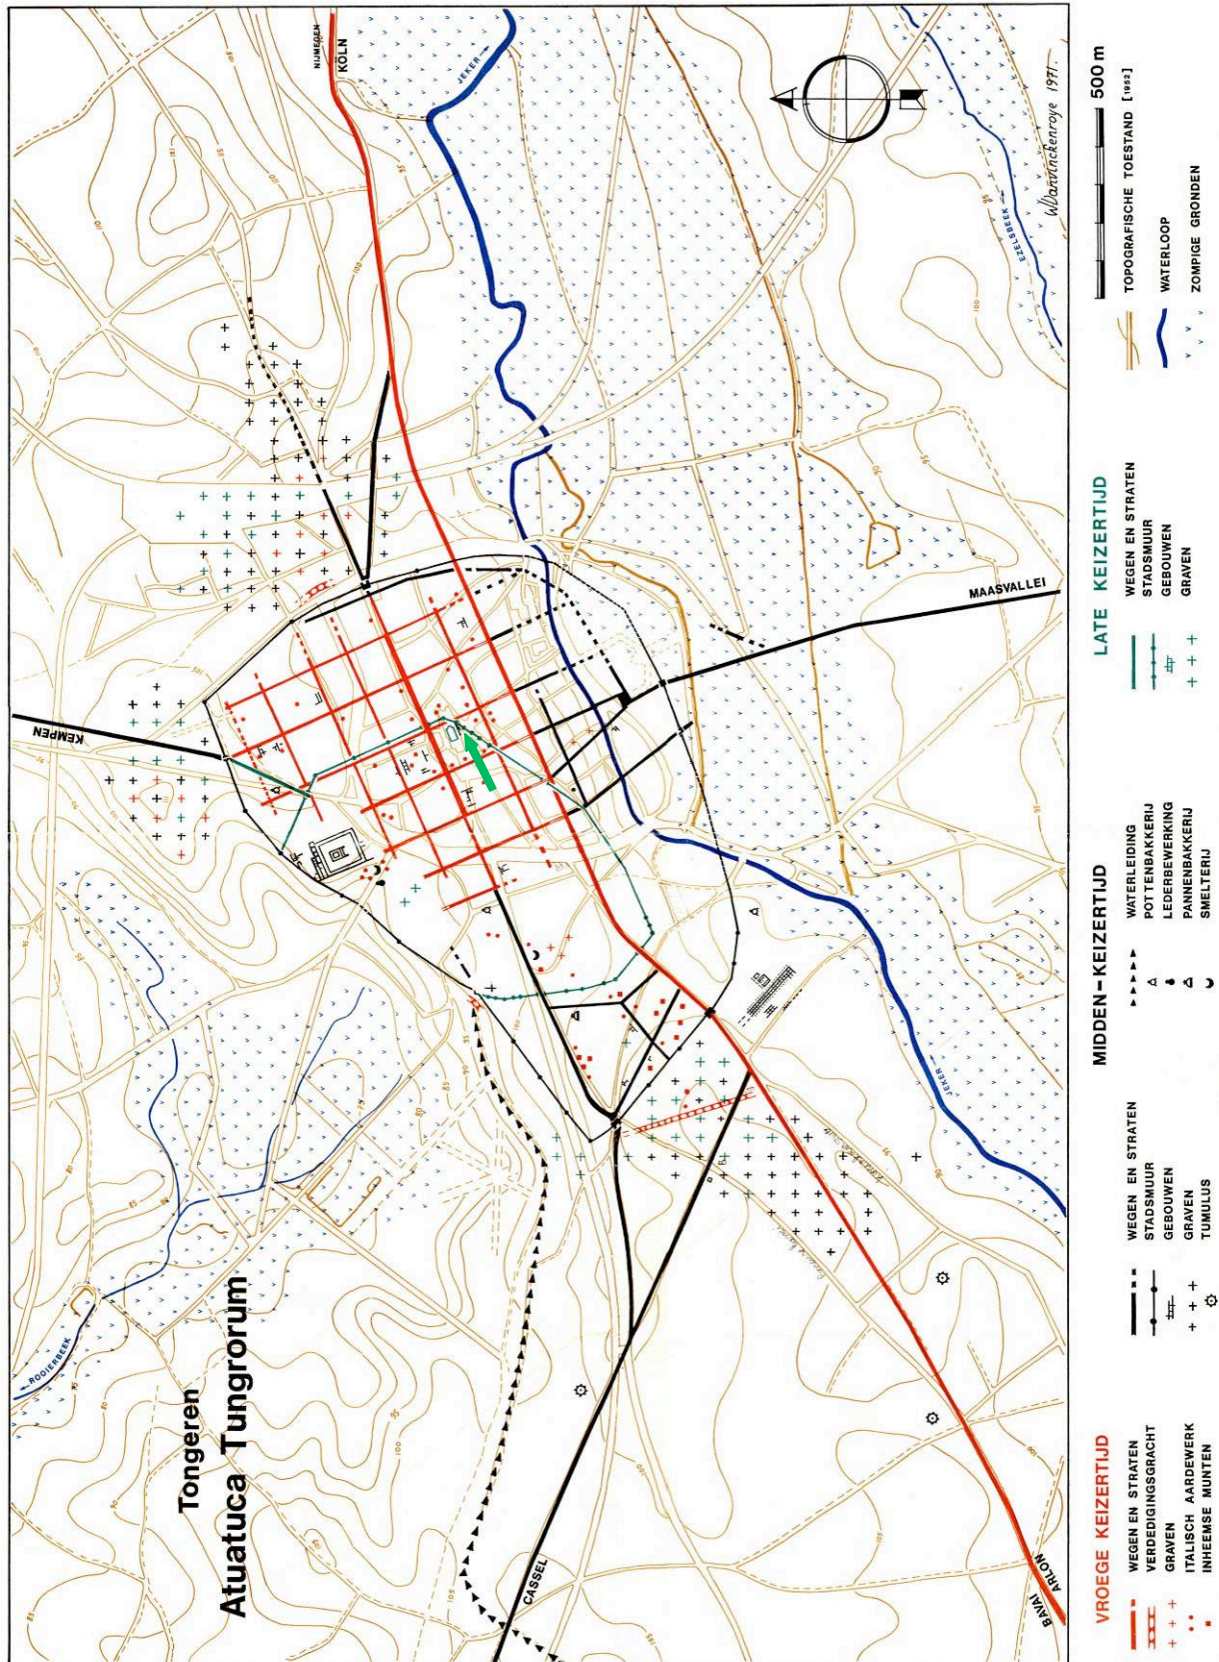 Tongeren
Atuatuca Tungrorum
NIJMEGEN
KÖLN
JEKER
KEMPEN
MAASVALLEI
EZELSBEEK
ROOIERBEEK
JEKER
CASSEL
BAVAI
ARLON
WVanvinckenroye 1971.
VROEGE KEIZERTIJD
WEGEN EN STRATEN
VERDEDIGINGSGRACHT
GRAVEN
ITALISCH AARDEWERK
INHEEMSE MUNTEN
MIDDEN-KEIZERTIJD
WEGEN EN STRATEN
STADSMUUR
GEBOUWEN
GRAVEN
TUMULUS
WATERLEIDING
POTTENBAKKERIJ
LEDERBEWERKING
PANNENBAKKERIJ
SMELTERIJ
LATE KEIZERTIJD
WEGEN EN STRATEN
STADSMUUR
GEBOUWEN
GRAVEN
500 m
TOPOGRAFISCHE TOESTAND [1952]
WATERLOOP
ZOMPIGE GRONDEN